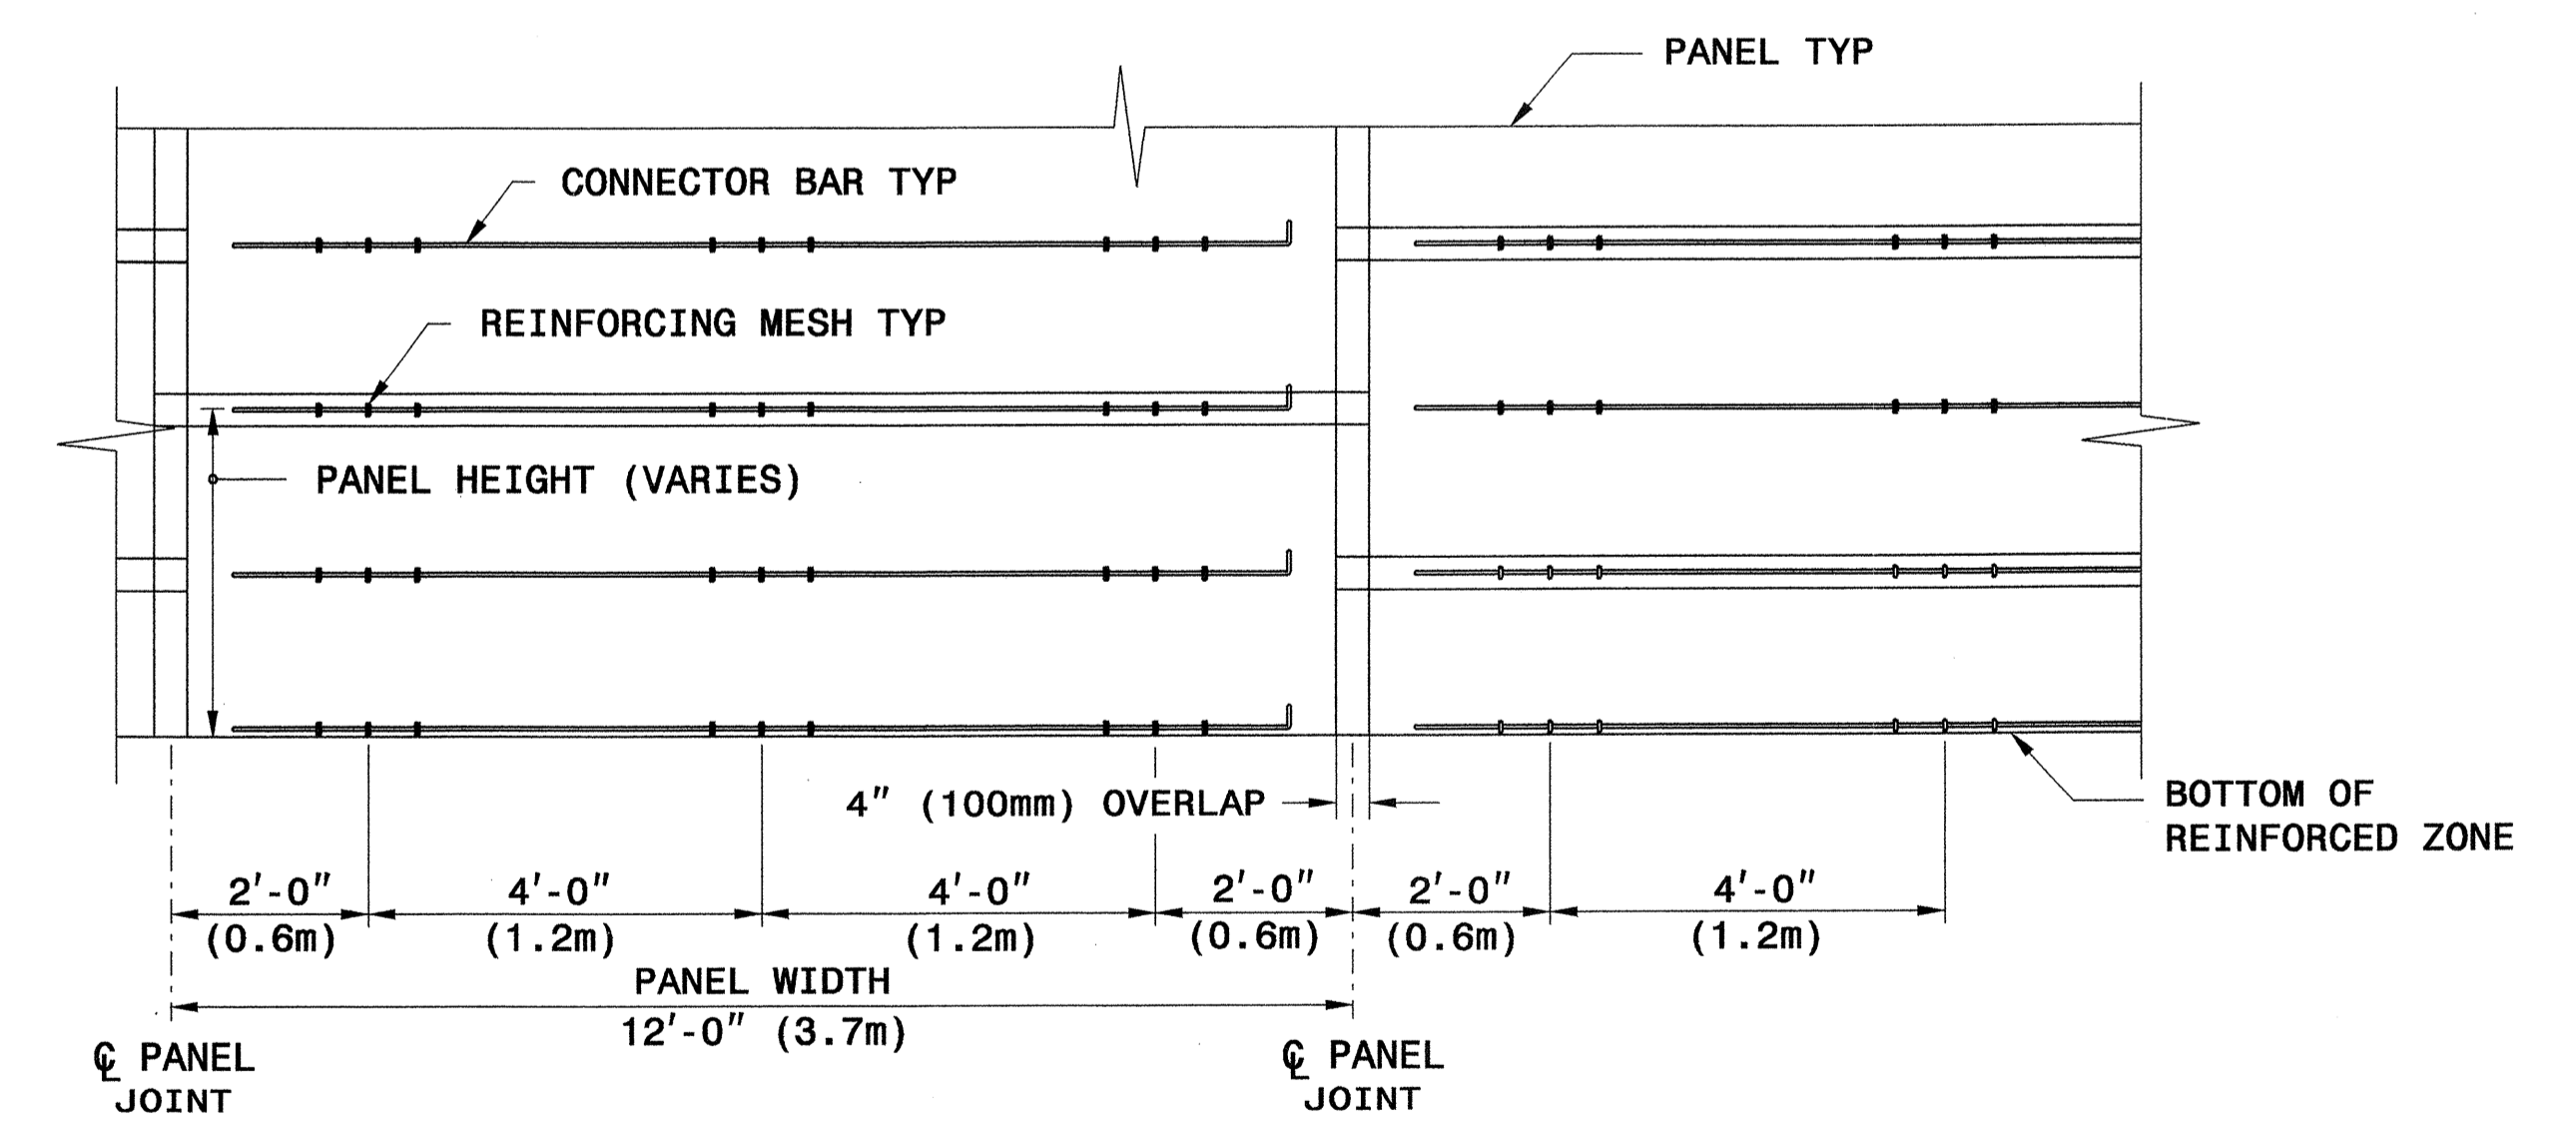 PANEL TYP
CONNECTOR BAR TYP
REINFORCING MESH TYP
PANEL HEIGHT (VARIES)
4" (100mm) OVERLAP
BOTTOM OF
REINFORCED ZONE
2'-0" 4'-0" 4'-0" 2'-0" 2'-0" 4'-0"
(0.6m) (1.2m) (1.2m) (0.6m) (0.6m) (1.2m)
PANEL WIDTH
12'-0" (3.7m)
℄ PANEL
JOINT
℄ PANEL
JOINT